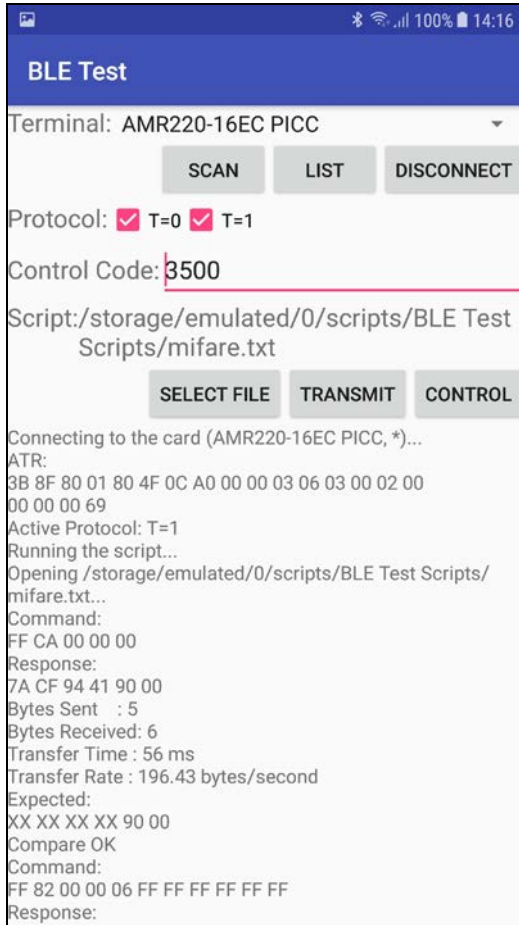 100% 14:16
BLE Test
Terminal: AMR220-16EC PICC
SCAN LIST DISCONNECT
Protocol: T=0 T=1
Control Code: 3500
Script:/storage/emulated/0/scripts/BLE Test
Scripts/mifare.txt
SELECT FILE TRANSMIT CONTROL
Connecting to the card (AMR220-16EC PICC, *)...
ATR:
3B 8F 80 01 80 4F 0C A0 00 00 03 06 03 00 02 00
00 00 00 69
Active Protocol: T=1
Running the script...
Opening /storage/emulated/0/scripts/BLE Test Scripts/
mifare.txt...
Command:
FF CA 00 00 00
Response:
7A CF 94 41 90 00
Bytes Sent : 5
Bytes Received: 6
Transfer Time : 56 ms
Transfer Rate : 196.43 bytes/second
Expected:
XX XX XX XX 90 00
Compare OK
Command:
FF 82 00 00 06 FF FF FF FF FF FF
Response: